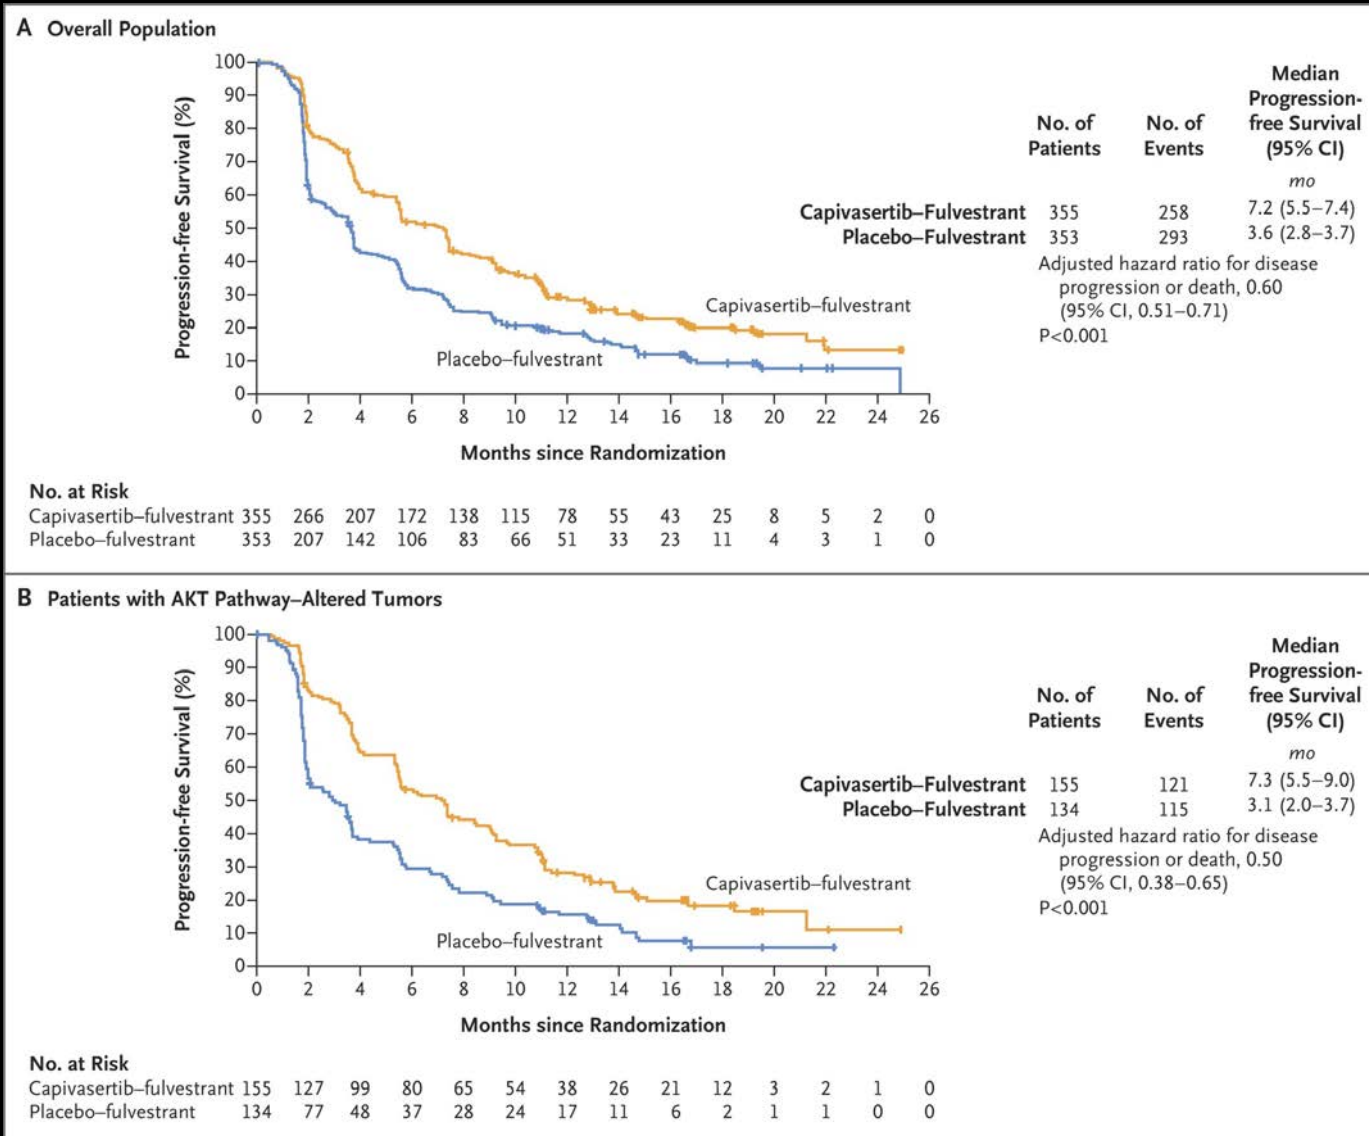 A Overall Population
100
90
80
70
60
50
40
30
20
10
0
Progression-free Survival (%)
0 2 4 6 8 10 12 14 16 18 20 22 24 26
Months since Randomization
Capivasertib–fulvestrant
Placebo–fulvestrant
No. of Patients
No. of Events
Median Progression-free Survival (95% CI)
mo
Capivasertib–Fulvestrant 355 258 7.2 (5.5–7.4)
Placebo–Fulvestrant 353 293 3.6 (2.8–3.7)
Adjusted hazard ratio for disease
progression or death, 0.60
(95% CI, 0.51–0.71)
P<0.001
No. at Risk
Capivasertib–fulvestrant 355 266 207 172 138 115 78 55 43 25 8 5 2 0
Placebo–fulvestrant 353 207 142 106 83 66 51 33 23 11 4 3 1 0
B Patients with AKT Pathway–Altered Tumors
100
90
80
70
60
50
40
30
20
10
0
Progression-free Survival (%)
0 2 4 6 8 10 12 14 16 18 20 22 24 26
Months since Randomization
Capivasertib–fulvestrant
Placebo–fulvestrant
No. of Patients
No. of Events
Median Progression-free Survival (95% CI)
mo
Capivasertib–Fulvestrant 155 121 7.3 (5.5–9.0)
Placebo–Fulvestrant 134 115 3.1 (2.0–3.7)
Adjusted hazard ratio for disease
progression or death, 0.50
(95% CI, 0.38–0.65)
P<0.001
No. at Risk
Capivasertib–fulvestrant 155 127 99 80 65 54 38 26 21 12 3 2 1 0
Placebo–fulvestrant 134 77 48 37 28 24 17 11 6 2 1 1 0 0